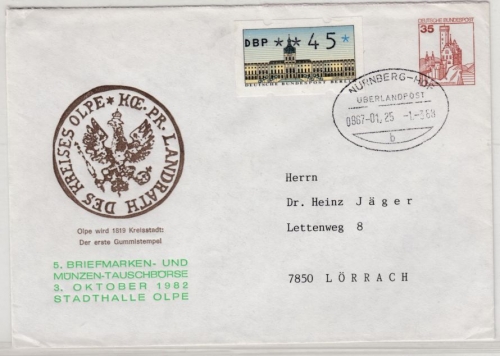 DBP **45*
DEUTSCHE BUNDESPOST BERLIN
DEUTSCHE BUNDESPOST
35
NÜRNBERG-HOF
ÜBERLANDPOST
b
KŒ. PR. LANDRATH DES KREISES OLPE *
Olpe wird 1819 Kreisstadt:
Der erste Gummistempel
5. BRIEFMARKEN- UND
MÜNZEN-TAUSCHBÖRSE
3. OKTOBER 1982
STADTHALLE OLPE
Herrn
Dr. Heinz Jäger
Lettenweg 8
7850 LÖRRACH